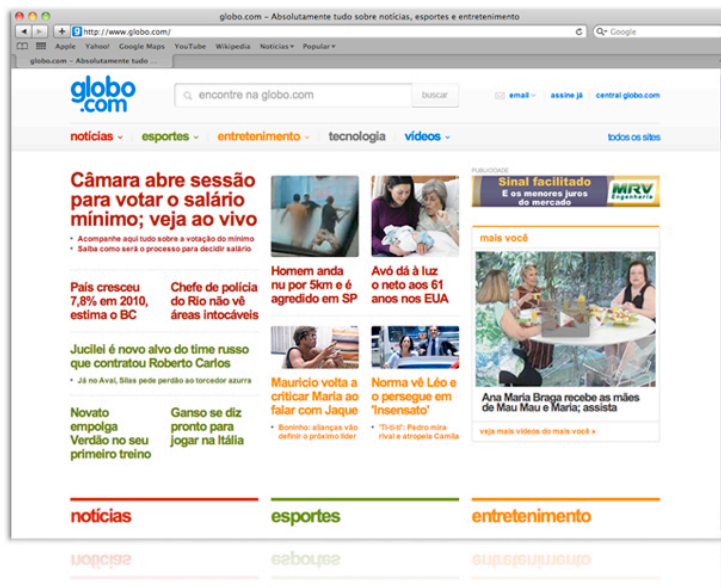 globo.com – Absolutamente tudo sobre notícias, esportes e entretenimento
http://www.globo.com/
Google
Apple Yahoo! Google Maps YouTube Wikipedia Notícias Popular
globo.com – Absolutamente tudo ...
globo
.com
encontre na globo.com
buscar
email
assine já
central globo.com
notícias
esportes
entretenimento
tecnologia
vídeos
todos os sites
Câmara abre sessão
para votar o salário
mínimo; veja ao vivo
• Acompanhe aqui tudo sobre a votação do mínimo
• Saiba como será o processo para decidir salário
País cresceu
7,8% em 2010,
estima o BC
Chefe de polícia
do Rio não vê
áreas intocáveis
Jucilei é novo alvo do time russo
que contratou Roberto Carlos
• Já no Avaí, Silas pede perdão ao torcedor azurra
Novato
empolga
Verdão no seu
primeiro treino
Ganso se diz
pronto para
jogar na Itália
Homem anda
nu por 5km e é
agredido em SP
Avó dá à luz
o neto aos 61
anos nos EUA
Mauricio volta a
criticar Maria ao
falar com Jaque
• Boninho: alianças vão
definir o próximo líder
Norma vê Léo e
o persegue em
'Insensato'
• 'Ti-ti-ti': Pedro mira
rival e atropela Camila
PUBLICIDADE
Sinal facilitado
E os menores juros
do mercado
MRV
Engenharia
mais você
Ana Maria Braga recebe as mães
de Mau Mau e Maria; assista
veja mais vídeos do mais você »
notícias
esportes
entretenimento